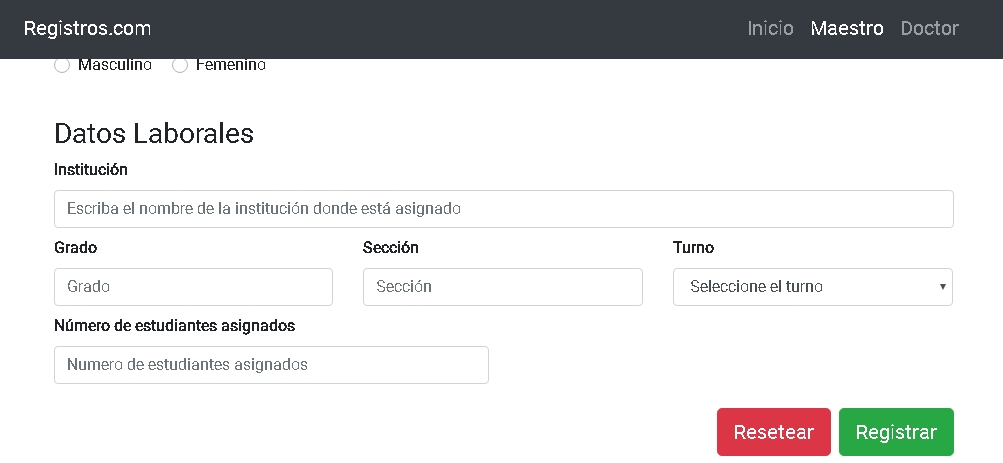 Registros.com Inicio Maestro Doctor
Masculino Femenino
Datos Laborales
Institución
Escriba el nombre de la institución donde está asignado
Grado Sección Turno
Grado Sección Seleccione el turno
Número de estudiantes asignados
Numero de estudiantes asignados
Resetear Registrar